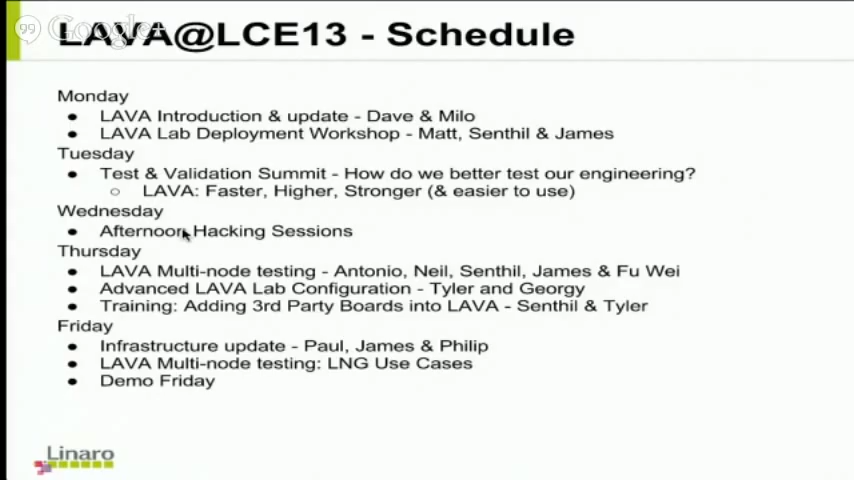 Google+
LAVA@LCE13 - Schedule
Monday
● LAVA Introduction & update - Dave & Milo
● LAVA Lab Deployment Workshop - Matt, Senthil & James
Tuesday
● Test & Validation Summit - How do we better test our engineering?
○ LAVA: Faster, Higher, Stronger (& easier to use)
Wednesday
● Afternoon Hacking Sessions
Thursday
● LAVA Multi-node testing - Antonio, Neil, Senthil, James & Fu Wei
● Advanced LAVA Lab Configuration - Tyler and Georgy
● Training: Adding 3rd Party Boards into LAVA - Senthil & Tyler
Friday
● Infrastructure update - Paul, James & Philip
● LAVA Multi-node testing: LNG Use Cases
● Demo Friday
Linaro